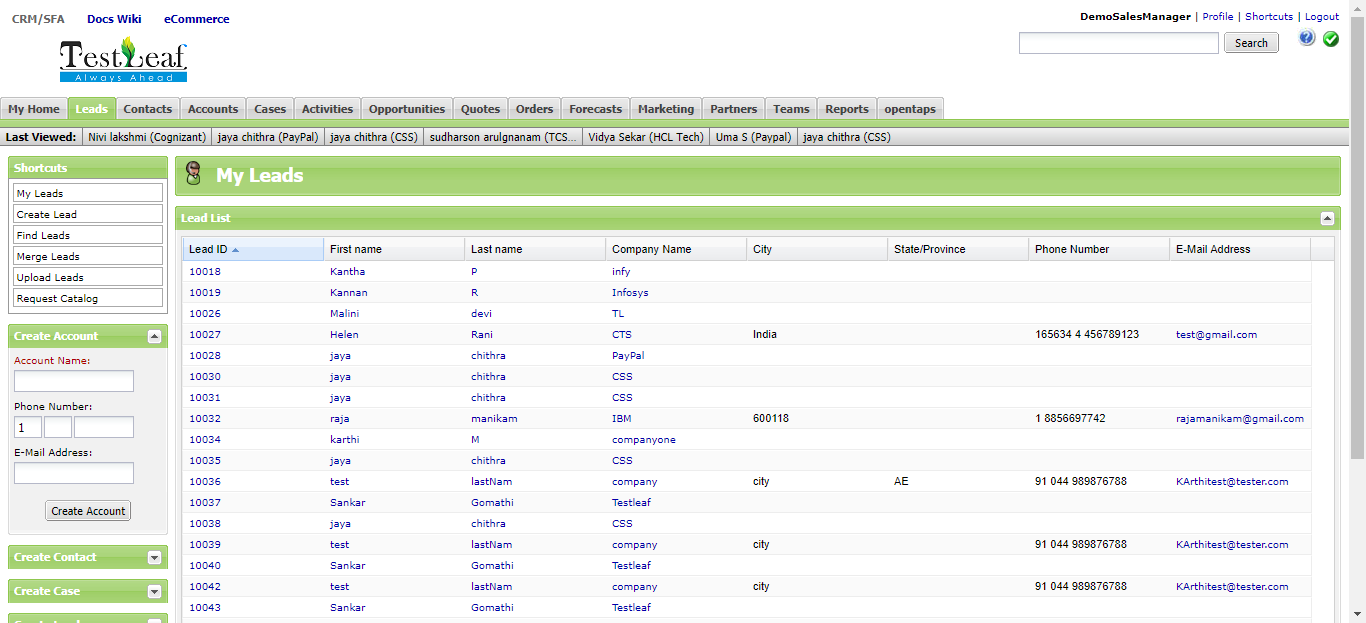 CRM/SFA Docs Wiki eCommerce
DemoSalesManager | Profile | Shortcuts | Logout
TestLeaf
Always Ahead
Search
My Home Leads Contacts Accounts Cases Activities Opportunities Quotes Orders Forecasts Marketing Partners Teams Reports opentaps
Last Viewed: Nivi lakshmi (Cognizant) jaya chithra (PayPal) jaya chithra (CSS) sudharson arulgnanam (TCS... Vidya Sekar (HCL Tech) Uma S (Paypal) jaya chithra (CSS)
Shortcuts
My Leads
Create Lead
Find Leads
Merge Leads
Upload Leads
Request Catalog
Create Account
Account Name:
Phone Number:
1
E-Mail Address:
Create Account
Create Contact
Create Case
My Leads
Lead List
Lead ID First name Last name Company Name City State/Province Phone Number E-Mail Address
10018 Kantha P infy
10019 Kannan R Infosys
10026 Malini devi TL
10027 Helen Rani CTS India 165634 4 456789123 test@gmail.com
10028 jaya chithra PayPal
10030 jaya chithra CSS
10031 jaya chithra CSS
10032 raja manikam IBM 600118 1 8856697742 rajamanikam@gmail.com
10034 karthi M companyone
10035 jaya chithra CSS
10036 test lastNam company city AE 91 044 989876788 KArthitest@tester.com
10037 Sankar Gomathi Testleaf
10038 jaya chithra CSS
10039 test lastNam company city 91 044 989876788 KArthitest@tester.com
10040 Sankar Gomathi Testleaf
10042 test lastNam company city 91 044 989876788 KArthitest@tester.com
10043 Sankar Gomathi Testleaf